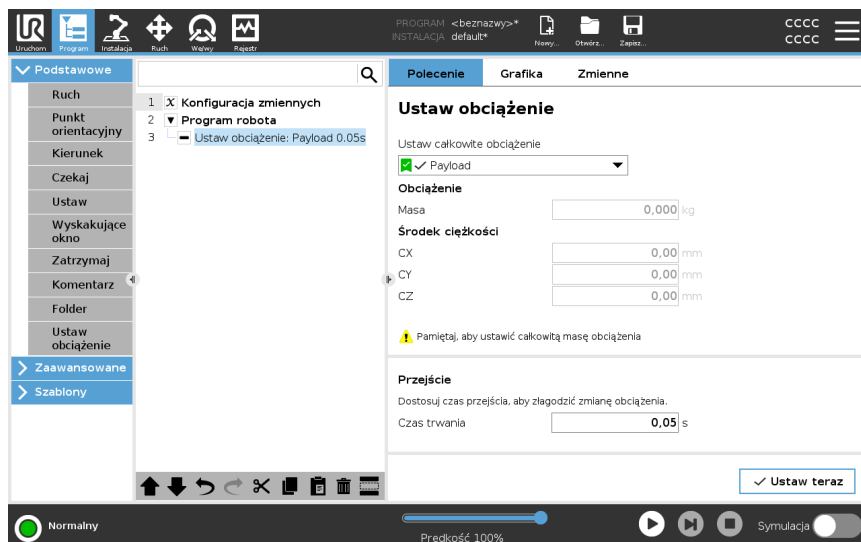 UR
PROGRAM <beznazwy>*
INSTALACJA default*
CCCC
CCCC
Uruchom Program Instalacja Ruch We/wy Rejestr Nowy... Otwórz... Zapisz...
Podstawowe
Ruch
Punkt
orientacyjny
Kierunek
Czekaj
Ustaw
Wyskakujące
okno
Zatrzymaj
Komentarz
Folder
Ustaw
obciążenie
Zaawansowane
Szablony
1 X Konfiguracja zmiennych
2 Program robota
3 Ustaw obciążenie: Payload 0.05s
Polecenie Grafika Zmienne
Ustaw obciążenie
Ustaw całkowite obciążenie
Payload
Obciążenie
Masa 0,000 kg
Środek ciężkości
CX 0,00 mm
CY 0,00 mm
CZ 0,00 mm
Pamiętaj, aby ustawić całkowitą masę obciążenia
Przejście
Dostosuj czas przejścia, aby złagodzić zmianę obciążenia.
Czas trwania 0,05 s
Ustaw teraz
Normalny
Prędkość 100%
Symulacja